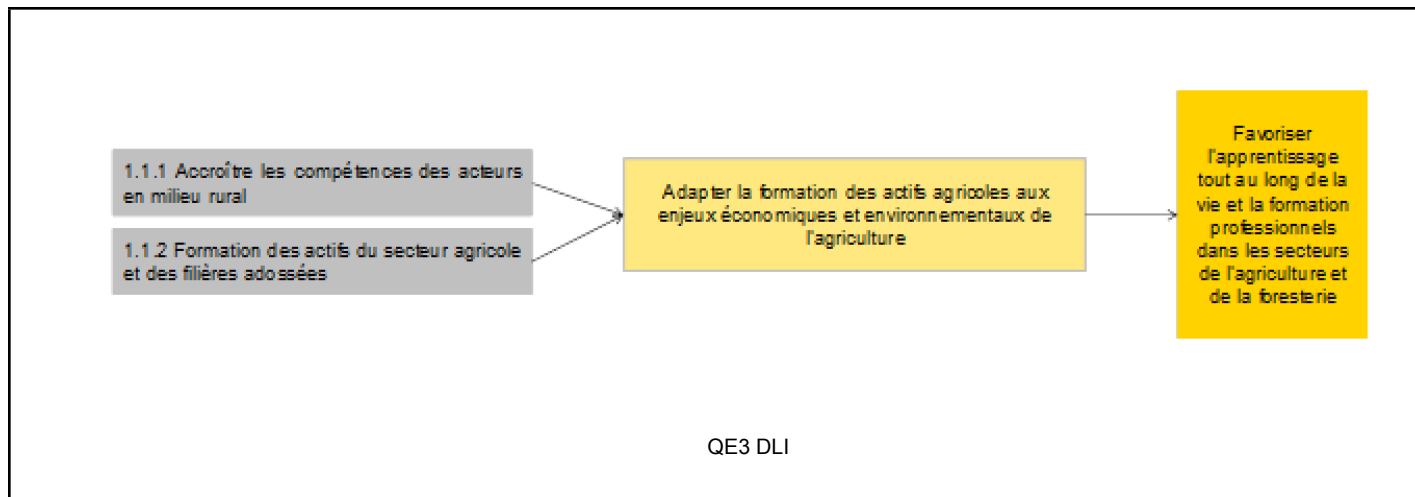 1.1.1 Accroître les compétences des acteurs
en milieu rural
1.1.2 Formation des actifs du secteur agricole
et des filières adossées
Adapter la formation des actifs agricoles aux
enjeux économiques et environnementaux de
l'agriculture
Favoriser
l'apprentissage
tout au long de la
vie et la formation
professionnels
dans les secteurs
de l'agriculture et
de la foresterie
QE3 DLI